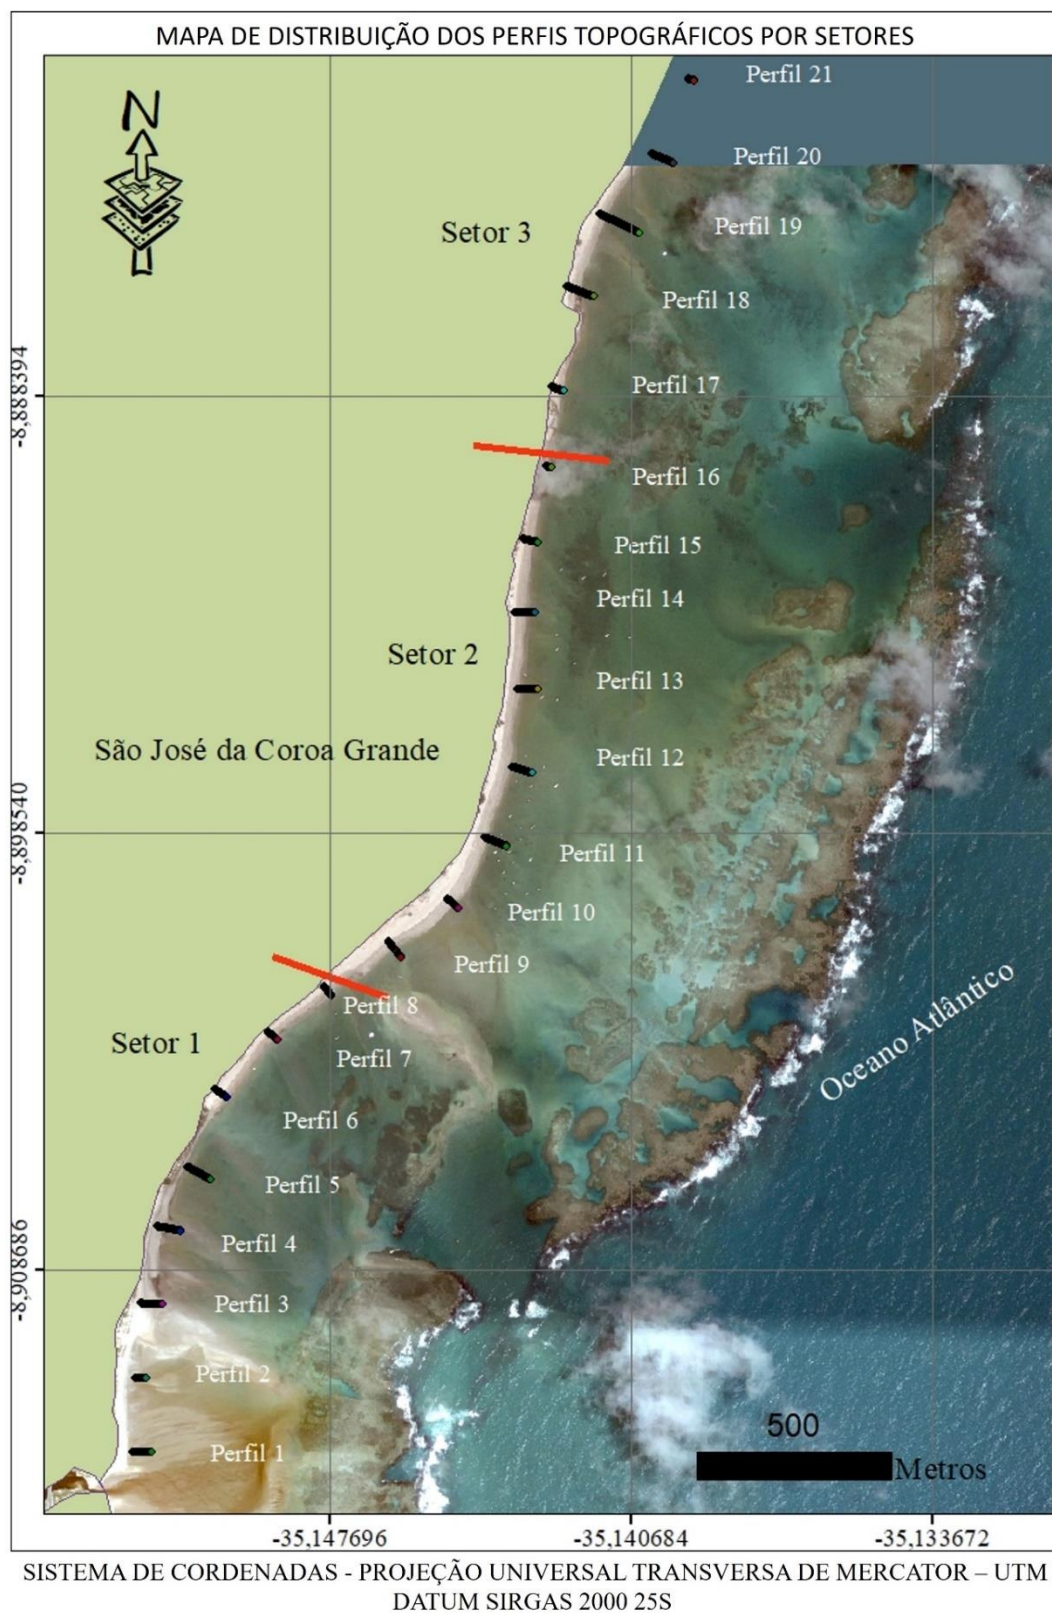 MAPA DE DISTRIBUIÇÃO DOS PERFIS TOPOGRÁFICOS POR SETORES
N
Perfil 21
Perfil 20
Perfil 19
Setor 3
Perfil 18
Perfil 17
-8,888394
Perfil 16
Perfil 15
Perfil 14
Setor 2
Perfil 13
São José da Coroa Grande
Perfil 12
-8,898540
Perfil 11
Perfil 10
Perfil 9
Perfil 8
Setor 1
Perfil 7
Oceano Atlântico
Perfil 6
Perfil 5
Perfil 4
-8,908686
Perfil 3
Perfil 2
Perfil 1
500
Metros
-35,147696
-35,140684
-35,133672
SISTEMA DE CORDENADAS - PROJEÇÃO UNIVERSAL TRANSVERSA DE MERCATOR – UTM
DATUM SIRGAS 2000 25S